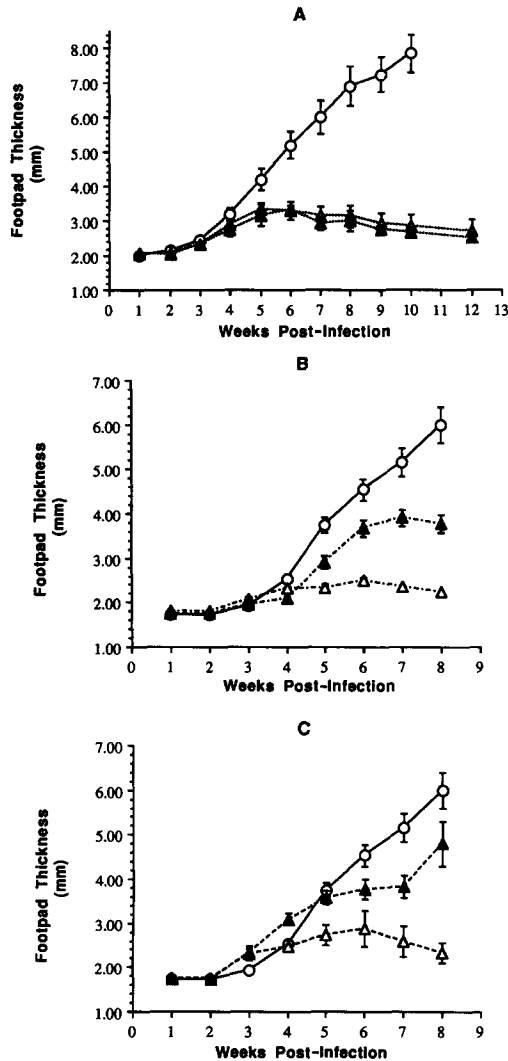 A
8.00
7.00
6.00
5.00
4.00
3.00
2.00
1.00
Footpad Thickness
(mm)
0 1 2 3 4 5 6 7 8 9 10 11 12 13
Weeks Post-Infection
B
7.00
6.00
5.00
4.00
3.00
2.00
1.00
Footpad Thickness
(mm)
0 1 2 3 4 5 6 7 8 9
Weeks Post-Infection
C
7.00
6.00
5.00
4.00
3.00
2.00
1.00
Footpad Thickness
(mm)
0 1 2 3 4 5 6 7 8 9
Weeks Post-Infection